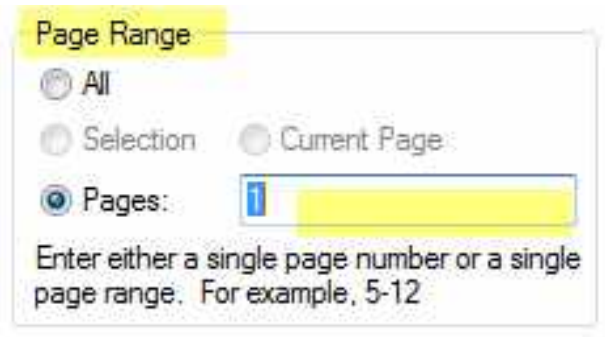 Page Range
All
Selection Current Page
Pages: 1
Enter either a single page number or a single
page range. For example, 5-12